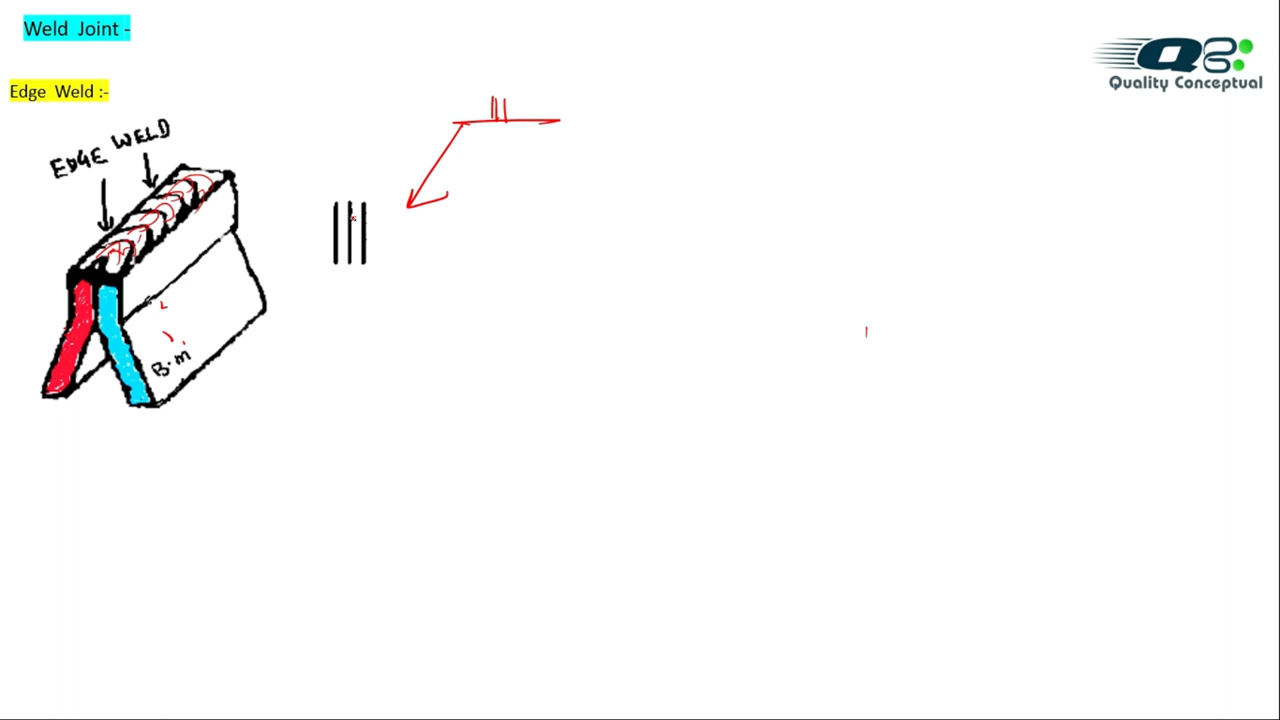 Weld Joint -
Edge Weld :-
EDGE WELD
B.m
Quality Conceptual